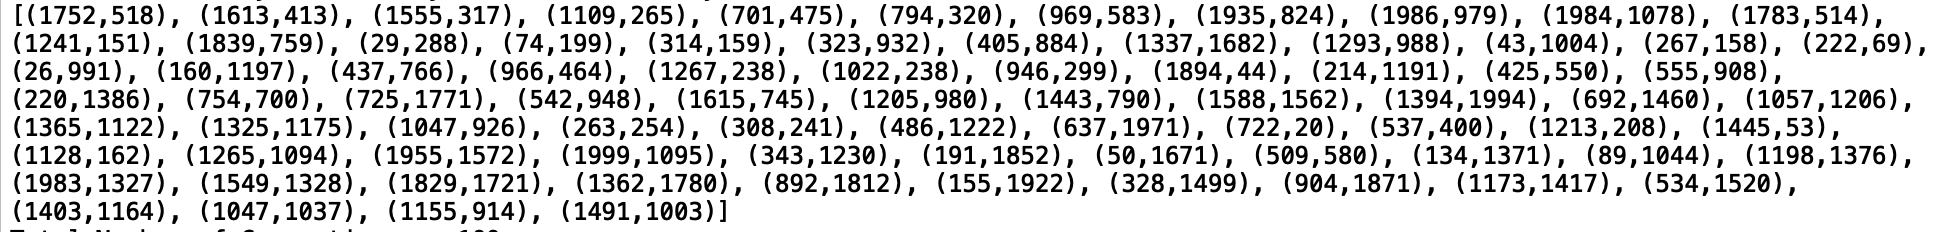 [(1752,518), (1613,413), (1555,317), (1109,265), (701,475), (794,320), (969,583), (1935,824), (1986,979), (1984,1078), (1783,514),
(1241,151), (1839,759), (29,288), (74,199), (314,159), (323,932), (405,884), (1337,1682), (1293,988), (43,1004), (267,158), (222,69),
(26,991), (160,1197), (437,766), (966,464), (1267,238), (1022,238), (946,299), (1894,44), (214,1191), (425,550), (555,908),
(220,1386), (754,700), (725,1771), (542,948), (1615,745), (1205,980), (1443,790), (1588,1562), (1394,1994), (692,1460), (1057,1206),
(1365,1122), (1325,1175), (1047,926), (263,254), (308,241), (486,1222), (637,1971), (722,20), (537,400), (1213,208), (1445,53),
(1128,162), (1265,1094), (1955,1572), (1999,1095), (343,1230), (191,1852), (50,1671), (509,580), (134,1371), (89,1044), (1198,1376),
(1983,1327), (1549,1328), (1829,1721), (1362,1780), (892,1812), (155,1922), (328,1499), (904,1871), (1173,1417), (534,1520),
(1403,1164), (1047,1037), (1155,914), (1491,1003)]